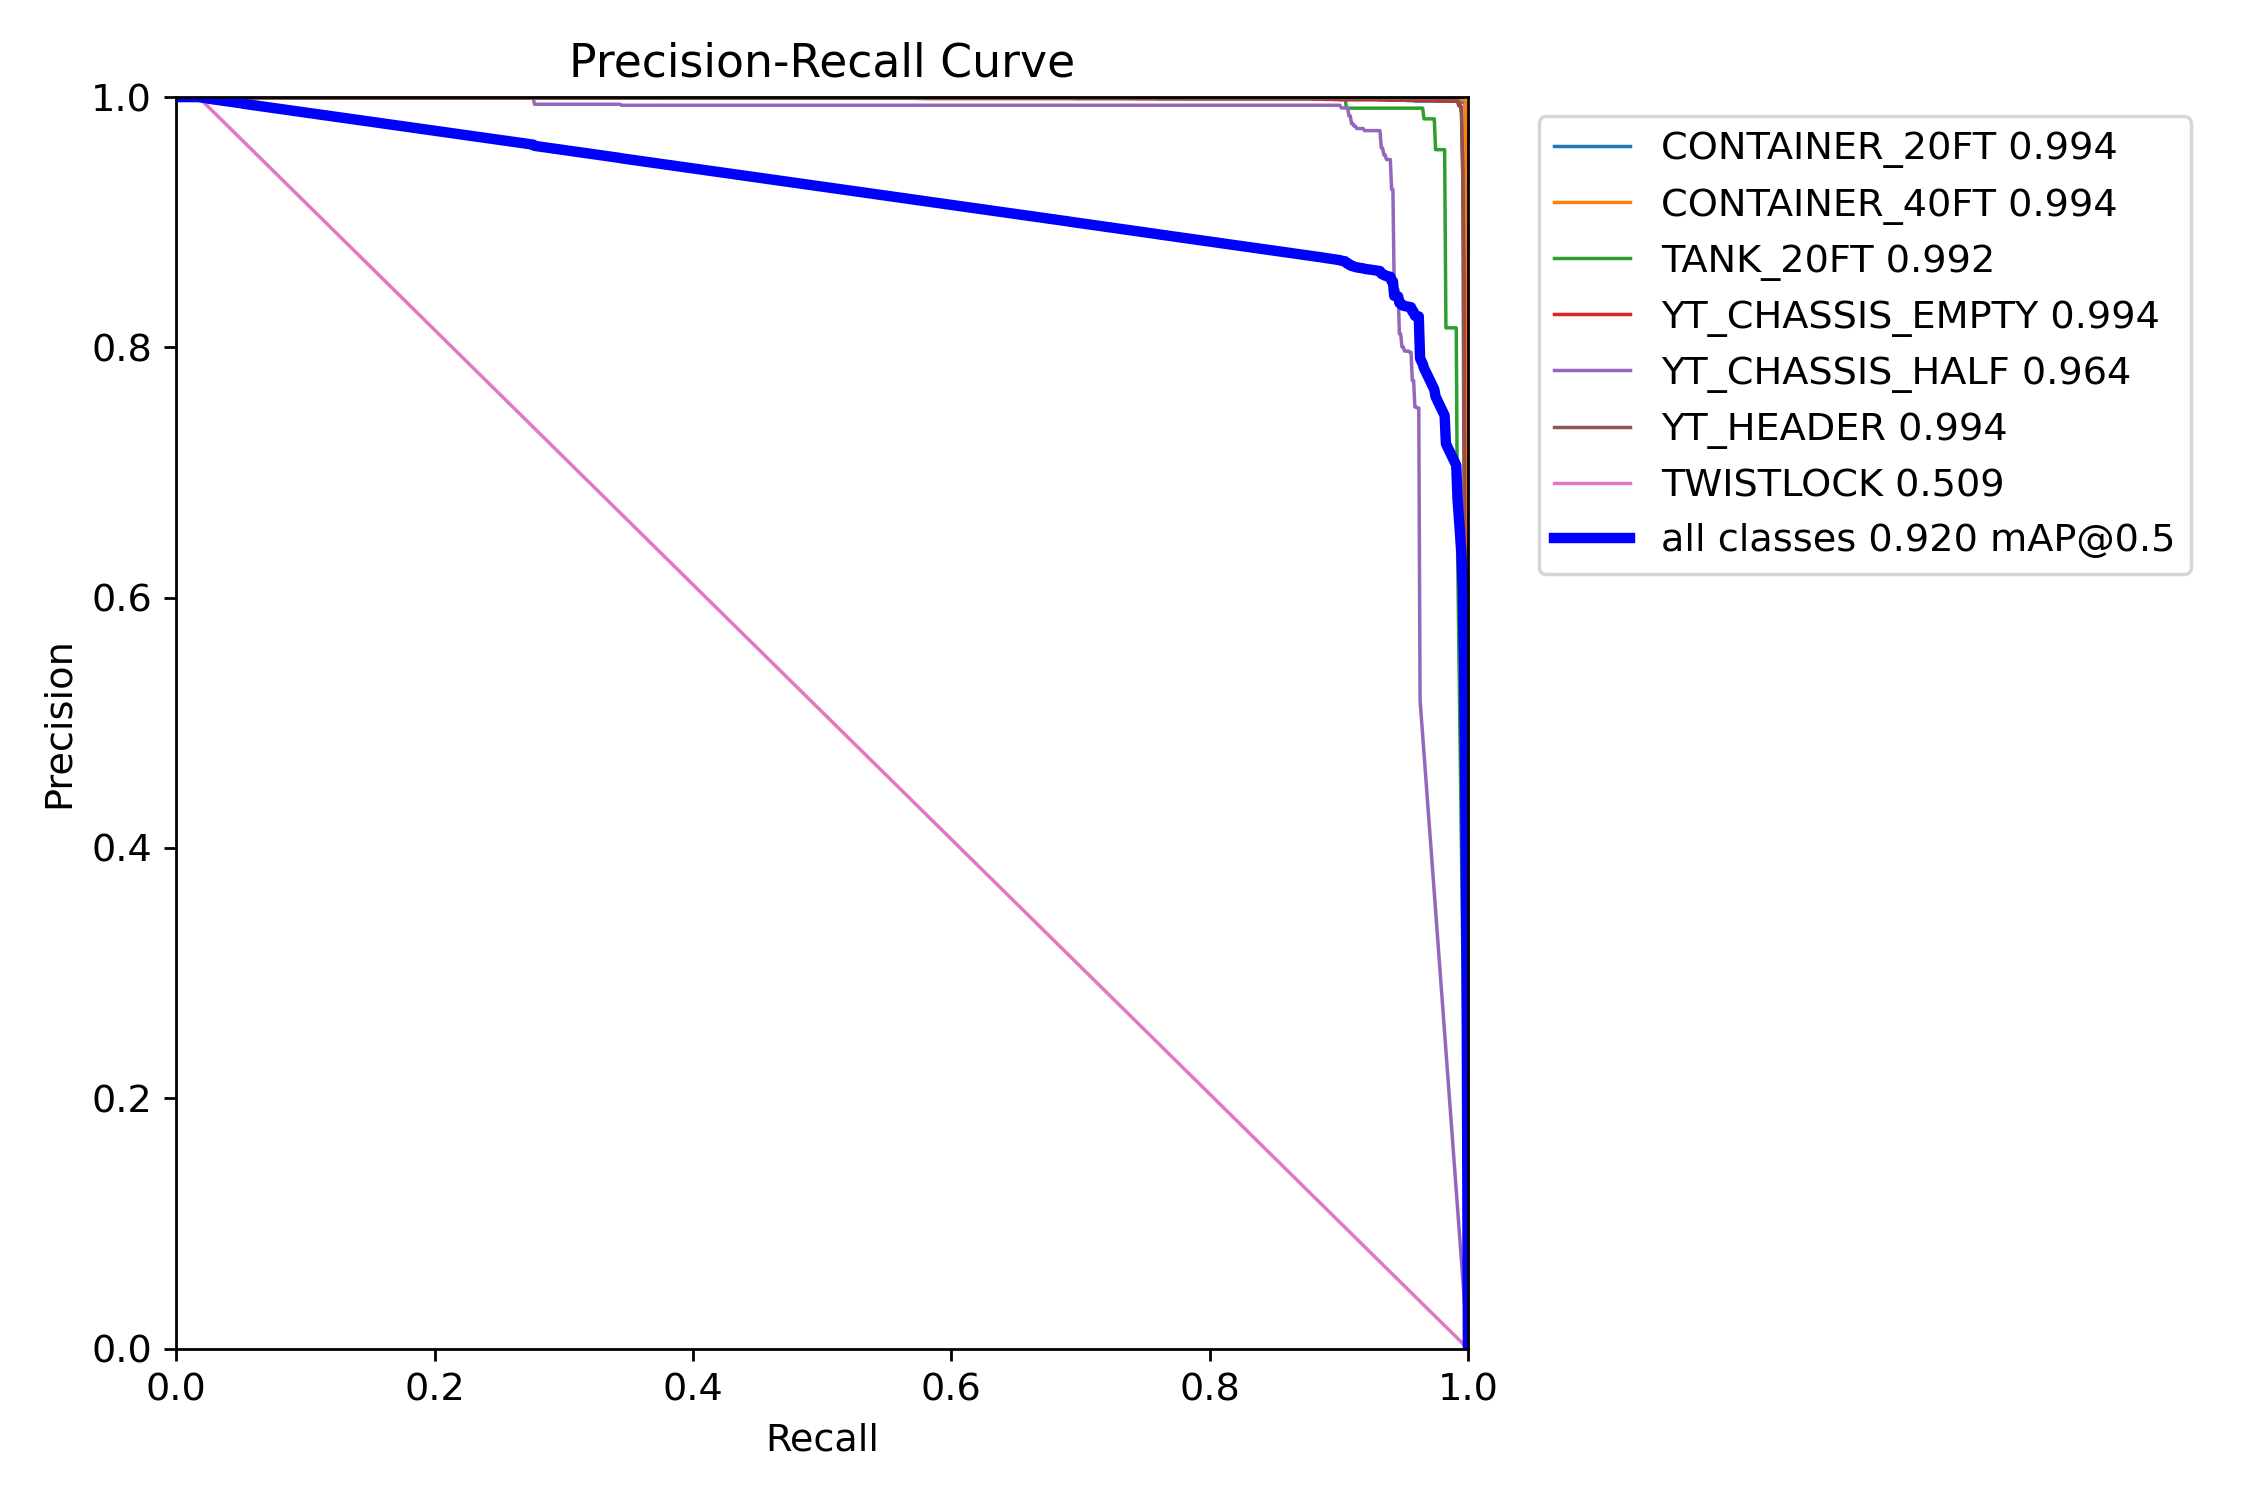 Precision-Recall Curve
1.0
0.8
0.6
0.4
0.2
0.0
Precision
0.0 0.2 0.4 0.6 0.8 1.0
Recall
CONTAINER_20FT 0.994
CONTAINER_40FT 0.994
TANK_20FT 0.992
YT_CHASSIS_EMPTY 0.994
YT_CHASSIS_HALF 0.964
YT_HEADER 0.994
TWISTLOCK 0.509
all classes 0.920 mAP@0.5